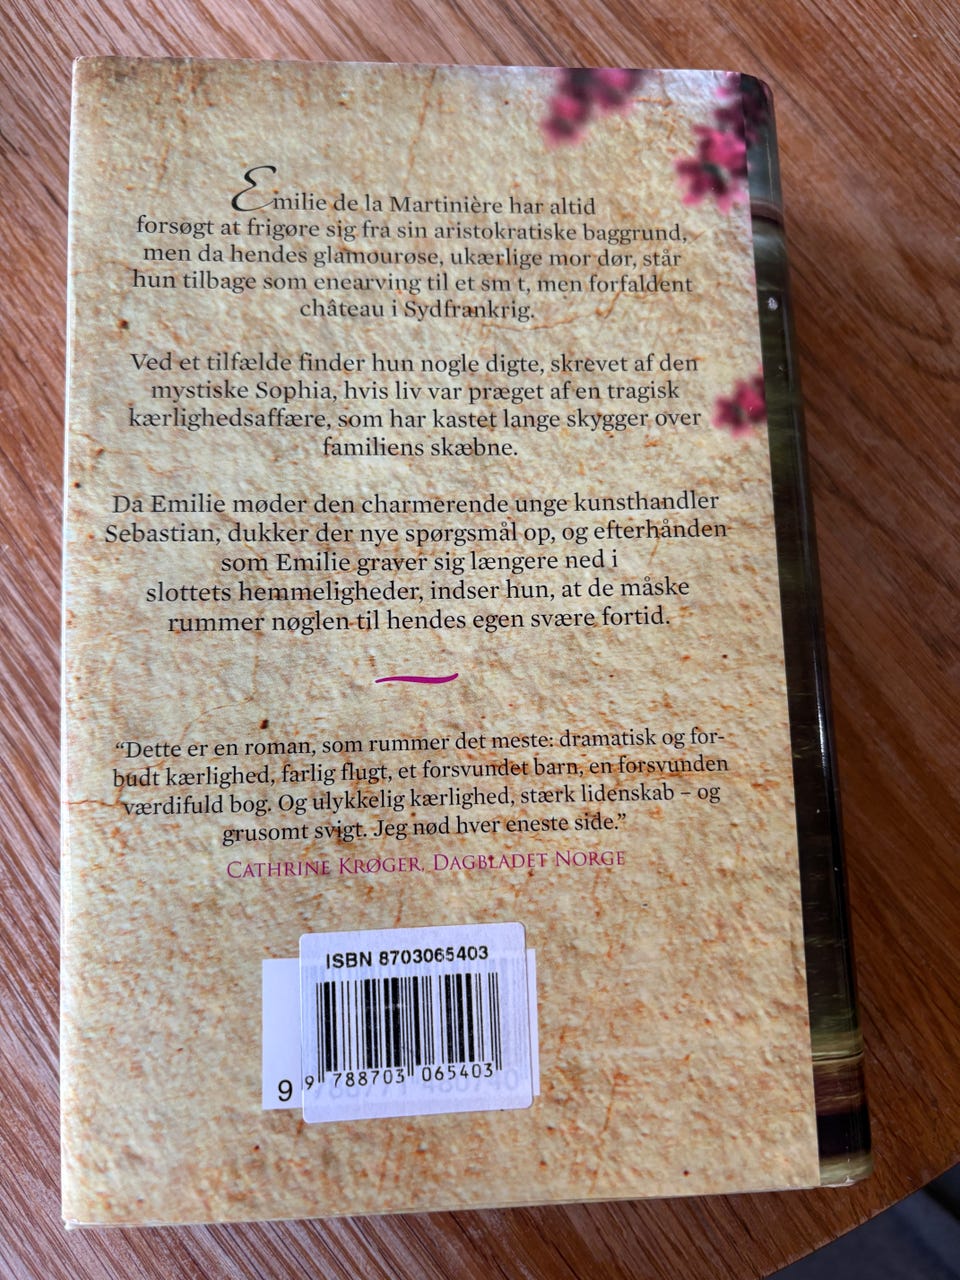 Emilie de la Martinière har altid
forsøgt at frigøre sig fra sin aristokratiske baggrund,
men da hendes glamourøse, ukærlige mor dør, står
hun tilbage som enearving til et sm t, men forfaldent
château i Sydfrankrig.
Ved et tilfælde finder hun nogle digte, skrevet af den
mystiske Sophia, hvis liv var præget af en tragisk
kærlighedsaffære, som har kastet lange skygger over
familiens skæbne.
Da Emilie møder den charmerende unge kunsthandler
Sebastian, dukker der nye spørgsmål op, og efterhånden
som Emilie graver sig længere ned i
slottets hemmeligheder, indser hun, at de måske
rummer nøglen til hendes egen svære fortid.
“Dette er en roman, som rummer det meste: dramatisk og for-
budt kærlighed, farlig flugt, et forsvundet barn, en forsvunden
værdifuld bog. Og ulykkelig kærlighed, stærk lidenskab – og
grusomt svigt. Jeg nød hver eneste side.”
CATHRINE KRØGER, DAGBLADET NORGE
ISBN 8703065403
9 788703 065403
9